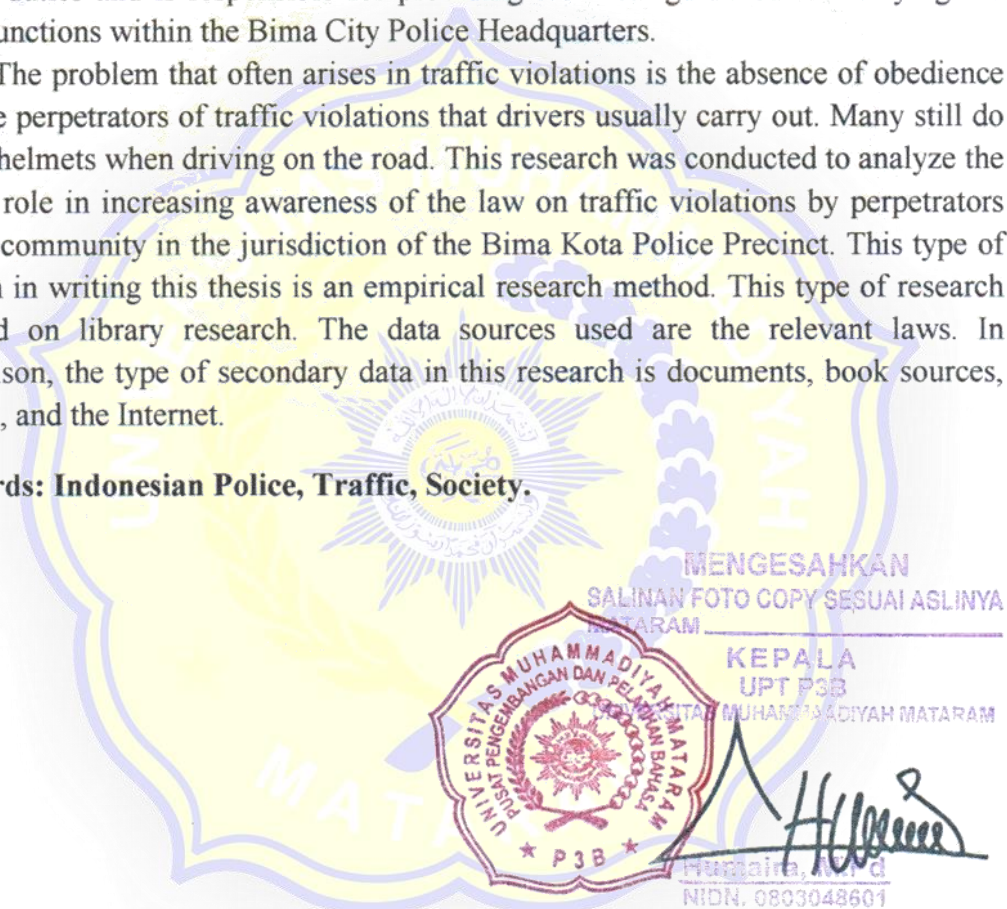 functions within the Bima City Police Headquarters.
The problem that often arises in traffic violations is the absence of obedience
perpetrators of traffic violations that drivers usually carry out. Many still do
helmets when driving on the road. This research was conducted to analyze the
role in increasing awareness of the law on traffic violations by perpetrators
community in the jurisdiction of the Bima Kota Police Precinct. This type of
in writing this thesis is an empirical research method. This type of research
on library research. The data sources used are the relevant laws. In
the type of secondary data in this research is documents, book sources,
, and the Internet.
rds: Indonesian Police, Traffic, Society.
MENGESAHKAN
SALINAN FOTO COPY SESUAI ASLINYA
MATARAM
KEPALA
UPT P3B
UNIVERSITAS MUHAMMADIYAH MATARAM
UNIVERSITAS MUHAMMADIYAH MATARAM
PUSAT PENGEMBANGAN DAN PELATIHAN BAHASA
★ P3B ★
Humaira, M.Pd
NIDN. 0803048601